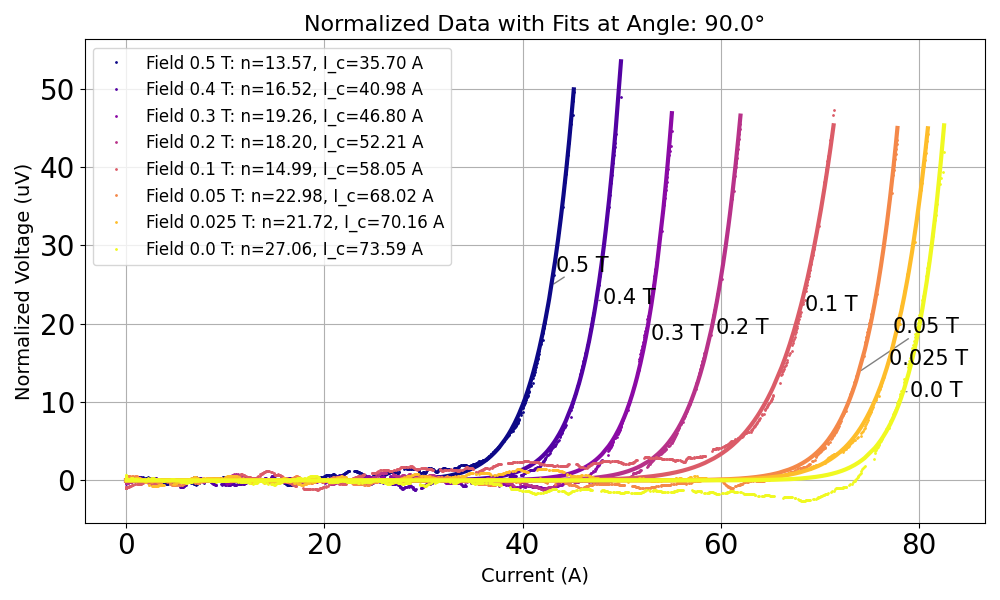 Normalized Data with Fits at Angle: 90.0°
Normalized Voltage (uV)
50
40
30
20
10
0
Field 0.5 T: n=13.57, I_c=35.70 A
Field 0.4 T: n=16.52, I_c=40.98 A
Field 0.3 T: n=19.26, I_c=46.80 A
Field 0.2 T: n=18.20, I_c=52.21 A
Field 0.1 T: n=14.99, I_c=58.05 A
Field 0.05 T: n=22.98, I_c=68.02 A
Field 0.025 T: n=21.72, I_c=70.16 A
Field 0.0 T: n=27.06, I_c=73.59 A
0.5 T
0.4 T
0.3 T
0.2 T
0.1 T
0.05 T
0.025 T
0.0 T
0 20 40 60 80
Current (A)